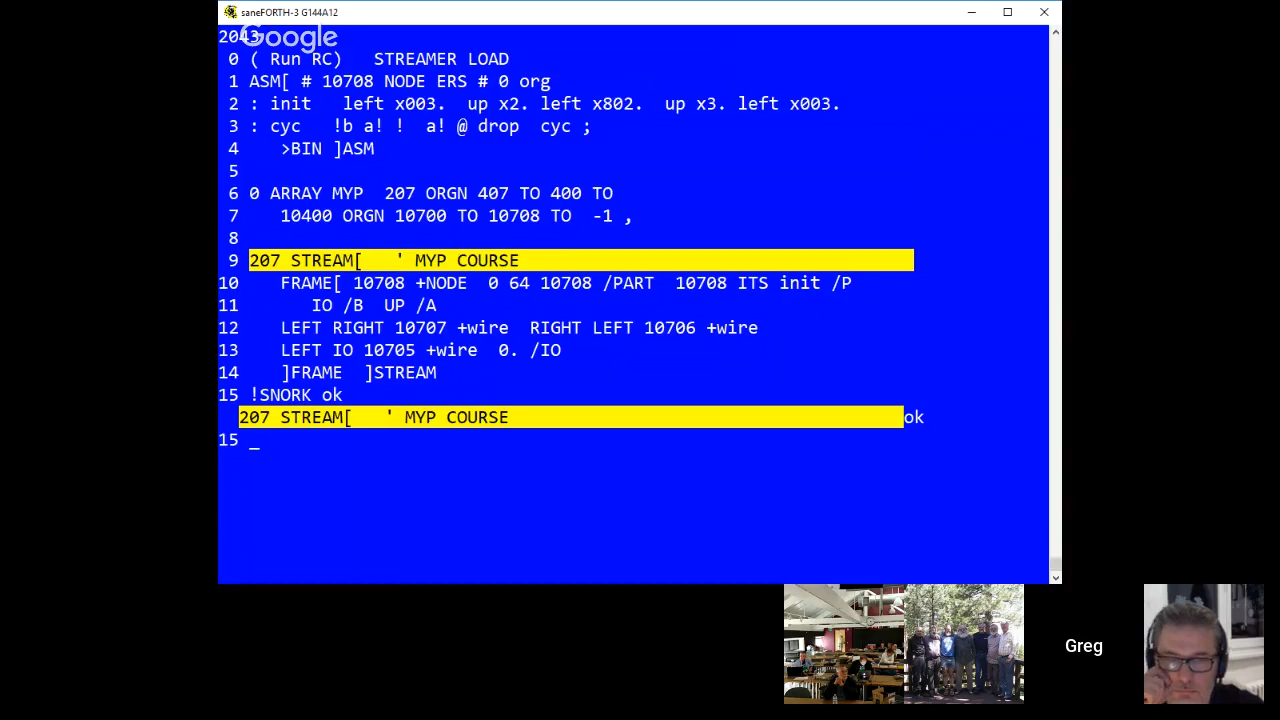 saneFORTH-3 G144A12
2043
Google
0 ( Run RC) STREAMER LOAD
1 ASM[ # 10708 NODE ERS # 0 org
2 : init left x003. up x2. left x802. up x3. left x003.
3 : cyc !b a! ! a! @ drop cyc ;
4 >BIN ]ASM
5
6 0 ARRAY MYP 207 ORGN 407 TO 400 TO
7 10400 ORGN 10700 TO 10708 TO -1 ,
8
9 207 STREAM[ ' MYP COURSE
10 FRAME[ 10708 +NODE 0 64 10708 /PART 10708 ITS init /P
11 IO /B UP /A
12 LEFT RIGHT 10707 +wire RIGHT LEFT 10706 +wire
13 LEFT IO 10705 +wire 0. /IO
14 ]FRAME ]STREAM
15 !SNORK ok
207 STREAM[ ' MYP COURSE ok
15 _
Greg